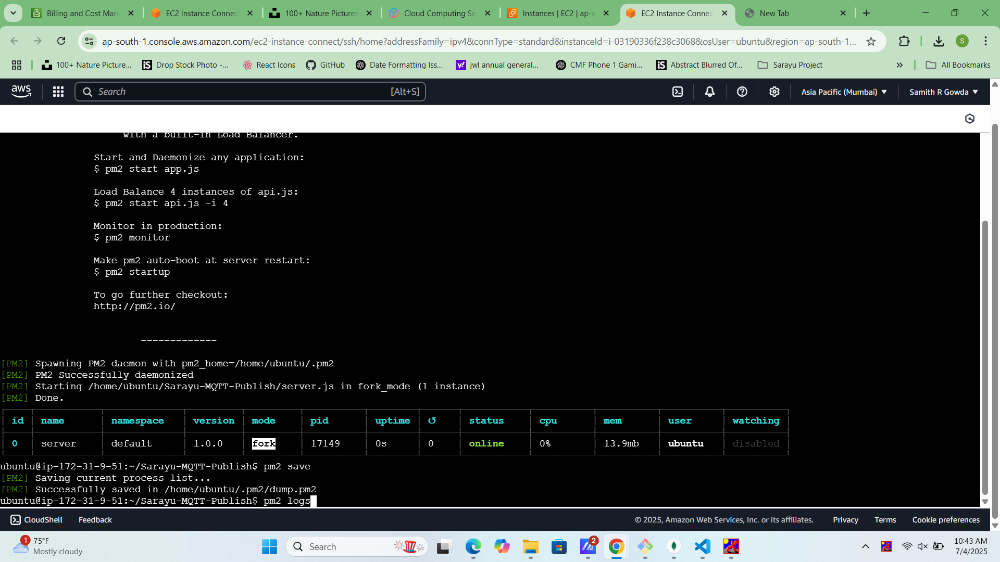 Billing and Cost Man
EC2 Instance Connec
100+ Nature Pictures
Cloud Computing Se
Instances | EC2 | ap-s
EC2 Instance Connec
New Tab
ap-south-1.console.aws.amazon.com/ec2-instance-connect/ssh/home?addressFamily=ipv4&connType=standard&instanceId=i-03190336f238c3068&osUser=ubuntu&region=ap-south-1...
S
100+ Nature Picture...
Drop Stock Photo -...
React Icons
GitHub
Date Formatting Iss...
jwl annual general...
CMF Phone 1 Gami...
Abstract Blurred Of...
Sarayu Project
All Bookmarks
aws
Search
[Alt+S]
Asia Pacific (Mumbai)
Samith R Gowda
with a built-in Load Balancer.
Start and Daemonize any application:
$ pm2 start app.js
Load Balance 4 instances of api.js:
$ pm2 start api.js -i 4
Monitor in production:
$ pm2 monitor
Make pm2 auto-boot at server restart:
$ pm2 startup
To go further checkout:
http://pm2.io/
-------------
[PM2] Spawning PM2 daemon with pm2_home=/home/ubuntu/.pm2
[PM2] PM2 Successfully daemonized
[PM2] Starting /home/ubuntu/Sarayu-MQTT-Publish/server.js in fork_mode (1 instance)
[PM2] Done.
id name namespace version mode pid uptime ↺ status cpu mem user watching
0 server default 1.0.0 fork 17149 0s 0 online 0% 13.9mb ubuntu disabled
ubuntu@ip-172-31-9-51:~/Sarayu-MQTT-Publish$ pm2 save
[PM2] Saving current process list...
[PM2] Successfully saved in /home/ubuntu/.pm2/dump.pm2
ubuntu@ip-172-31-9-51:~/Sarayu-MQTT-Publish$ pm2 logs
CloudShell
Feedback
© 2025, Amazon Web Services, Inc. or its affiliates.
Privacy
Terms
Cookie preferences
1
75°F
Mostly cloudy
Search
2
10:43 AM
7/4/2025